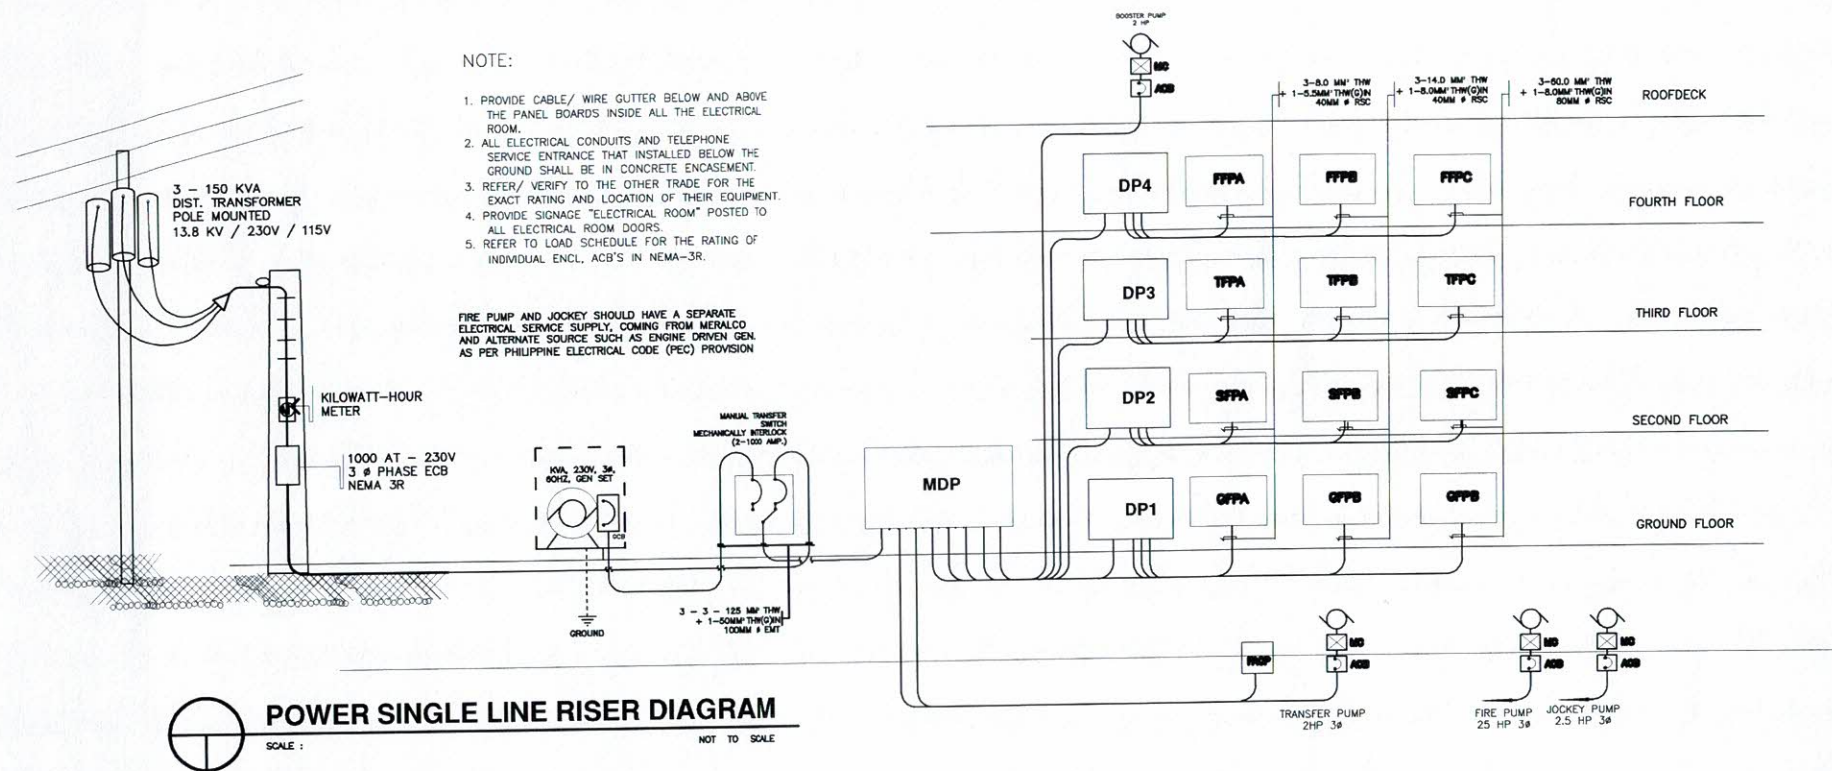 BOOSTER PUMP
2 HP
MC
ACB
NOTE:
1. PROVIDE CABLE/ WIRE GUTTER BELOW AND ABOVE
THE PANEL BOARDS INSIDE ALL THE ELECTRICAL
ROOM.
2. ALL ELECTRICAL CONDUITS AND TELEPHONE
SERVICE ENTRANCE THAT INSTALLED BELOW THE
GROUND SHALL BE IN CONCRETE ENCASEMENT.
3. REFER/ VERIFY TO THE OTHER TRADE FOR THE
EXACT RATING AND LOCATION OF THEIR EQUIPMENT.
4. PROVIDE SIGNAGE "ELECTRICAL ROOM" POSTED TO
ALL ELECTRICAL ROOM DOORS.
5. REFER TO LOAD SCHEDULE FOR THE RATING OF
INDIVIDUAL ENCL, ACB'S IN NEMA-3R.
FIRE PUMP AND JOCKEY SHOULD HAVE A SEPARATE
ELECTRICAL SERVICE SUPPLY, COMING FROM MERALCO
AND ALTERNATE SOURCE SUCH AS ENGINE DRIVEN GEN.
AS PER PHILIPPINE ELECTRICAL CODE (PEC) PROVISION
3 - 150 KVA
DIST. TRANSFORMER
POLE MOUNTED
13.8 KV / 230V / 115V
KILOWATT-HOUR
METER
1000 AT - 230V
3 ø PHASE ECB
NEMA 3R
KVA, 230V, 3ø,
60HZ, GEN SET
GROUND
MANUAL TRANSFER
SWITCH
MECHANICALLY INTERLOCK
(2-1000 AMP.)
3 - 3 - 125 MM² THW
+ 1-50MM² THW(G)IN
100MM ø EMT
MDP
3-8.0 MM² THW
+ 1-5.5MM² THW(G)IN
40MM ø RSC
3-14.0 MM² THW
+ 1-8.0MM² THW(G)IN
40MM ø RSC
3-60.0 MM² THW
+ 1-8.0MM² THW(G)IN
80MM ø RSC
ROOFDECK
DP4 FFPA FFPB FFPC
FOURTH FLOOR
DP3 TFPA TFPB TFPC
THIRD FLOOR
DP2 SFPA SFPB SFPC
SECOND FLOOR
DP1 GFPA GFPB GFPB
GROUND FLOOR
FACP
MC
ACB
TRANSFER PUMP
2HP 3ø
MC
ACB
FIRE PUMP
25 HP 3ø
MC
ACB
JOCKEY PUMP
2.5 HP 3ø
POWER SINGLE LINE RISER DIAGRAM
SCALE :
NOT TO SCALE